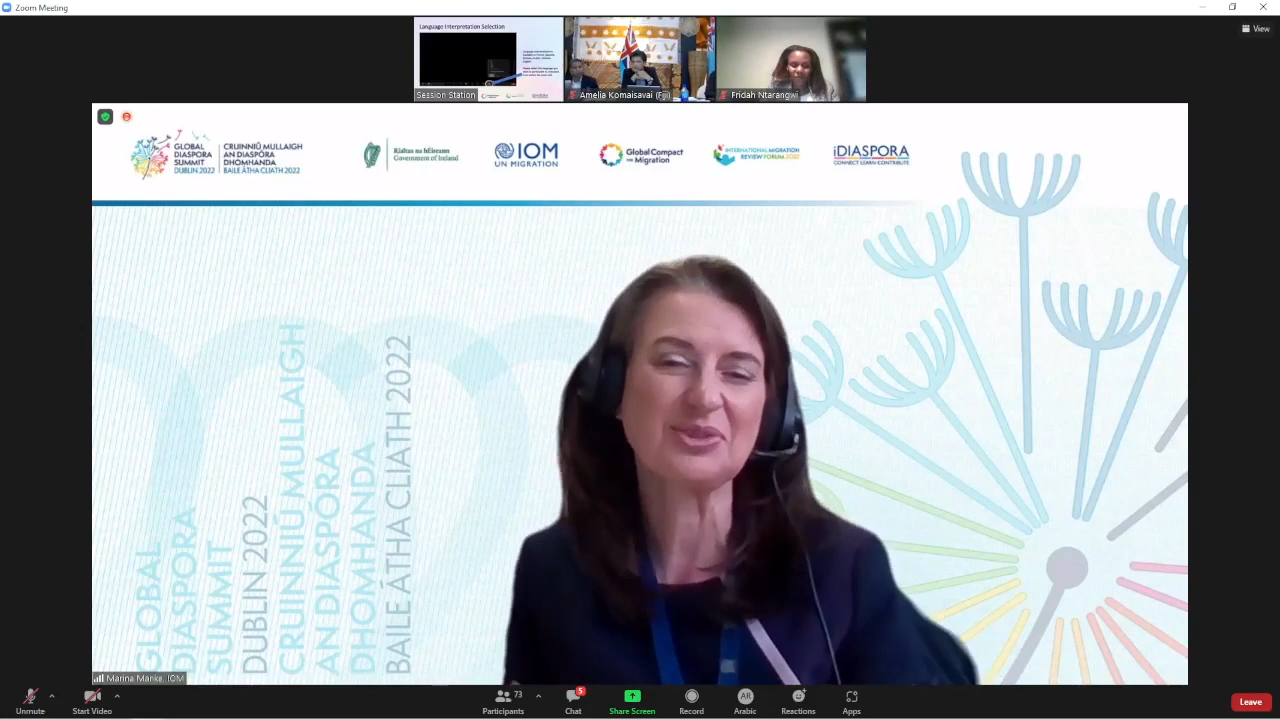 Zoom Meeting
View
Language Interpretation Selection
Session Station
Amelia Komaisavai (Fiji)
Fridah Ntarangwi
GLOBAL
DIASPORA
SUMMIT
DUBLIN 2022
CRUINNIÚ MULLAIGH
AN DIASPÓRA
DHOMHANDA
BAILE ÁTHA CLIATH 2022
Rialtas na hÉireann
Government of Ireland
IOM
UN MIGRATION
Global Compact
Migration
INTERNATIONAL MIGRATION
REVIEW FORUM 2022
iDIASPORA
CONNECT LEARN CONTRIBUTE
GLOBAL
DIASPORA
SUMMIT
DUBLIN 2022
CRUINNIÚ MULLAIGH
AN DIASPÓRA
DHOMHANDA
BAILE ÁTHA CLIATH 2022
Marina Manke, IOM
Unmute
Start Video
73
Participants
5
Chat
Share Screen
Record
AR
Arabic
Reactions
Apps
Leave